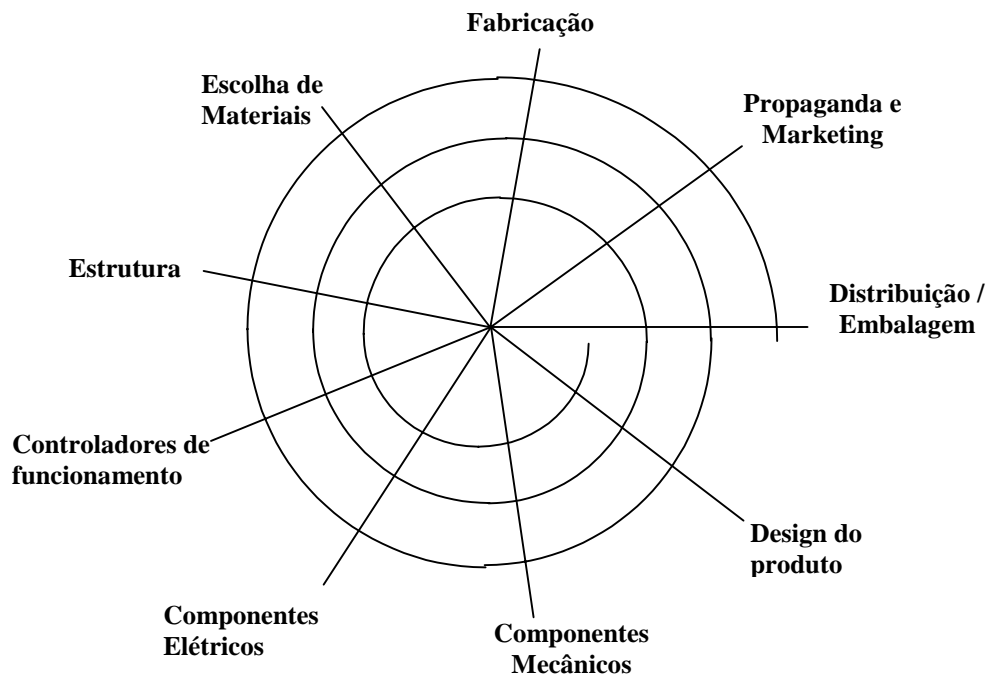 Fabricação
Escolha de
Materiais
Propaganda e
Marketing
Estrutura
Distribuição /
Embalagem
Controladores de
funcionamento
Design do
produto
Componentes
Elétricos
Componentes
Mecânicos